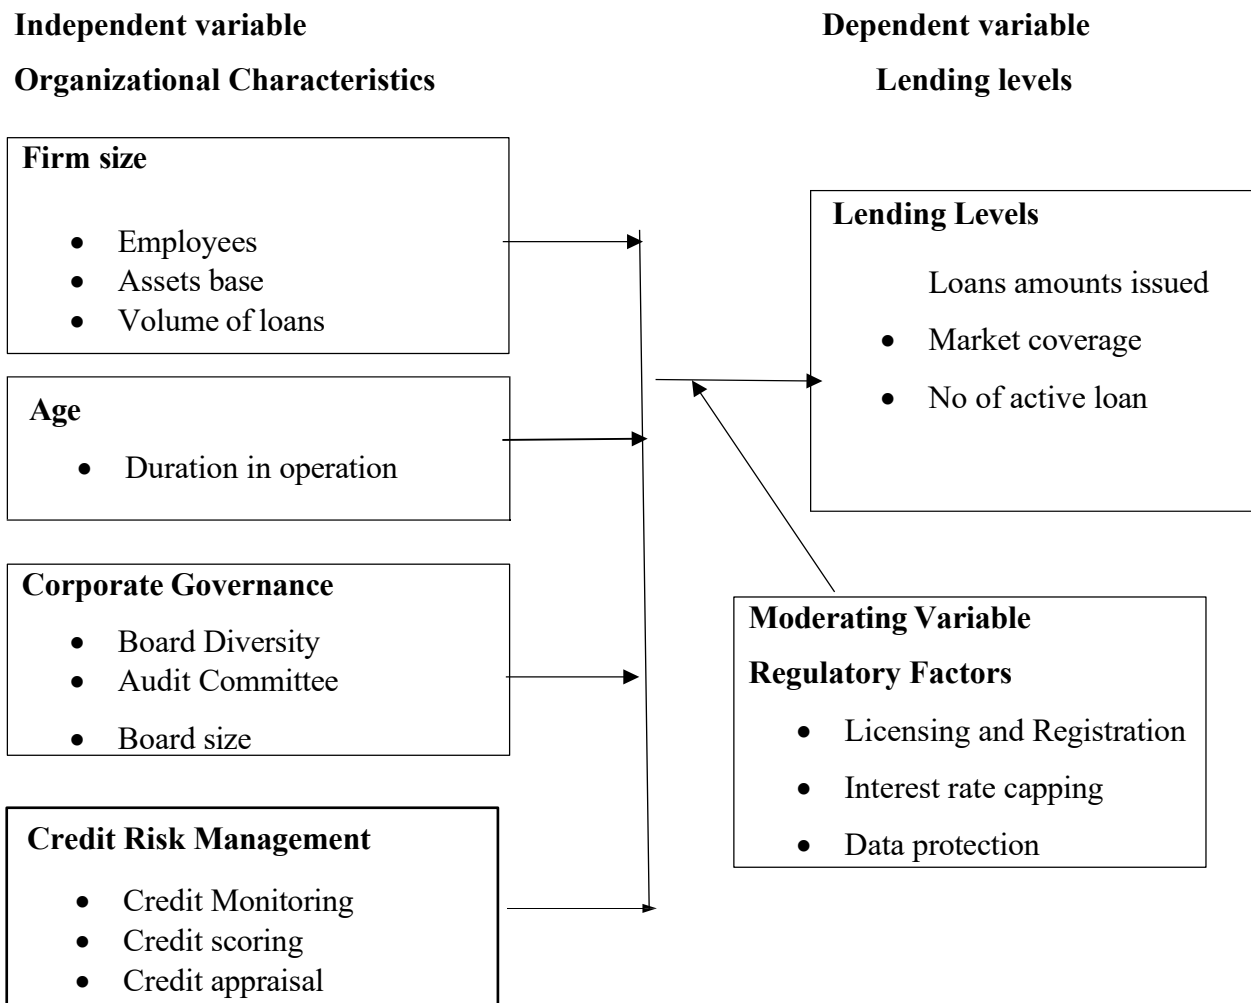 Independent variable
Organizational Characteristics
Dependent variable
Lending levels
Firm size
• Employees
• Assets base
• Volume of loans
Age
• Duration in operation
Corporate Governance
• Board Diversity
• Audit Committee
• Board size
Credit Risk Management
• Credit Monitoring
• Credit scoring
• Credit appraisal
Lending Levels
Loans amounts issued
• Market coverage
• No of active loan
Moderating Variable
Regulatory Factors
• Licensing and Registration
• Interest rate capping
• Data protection